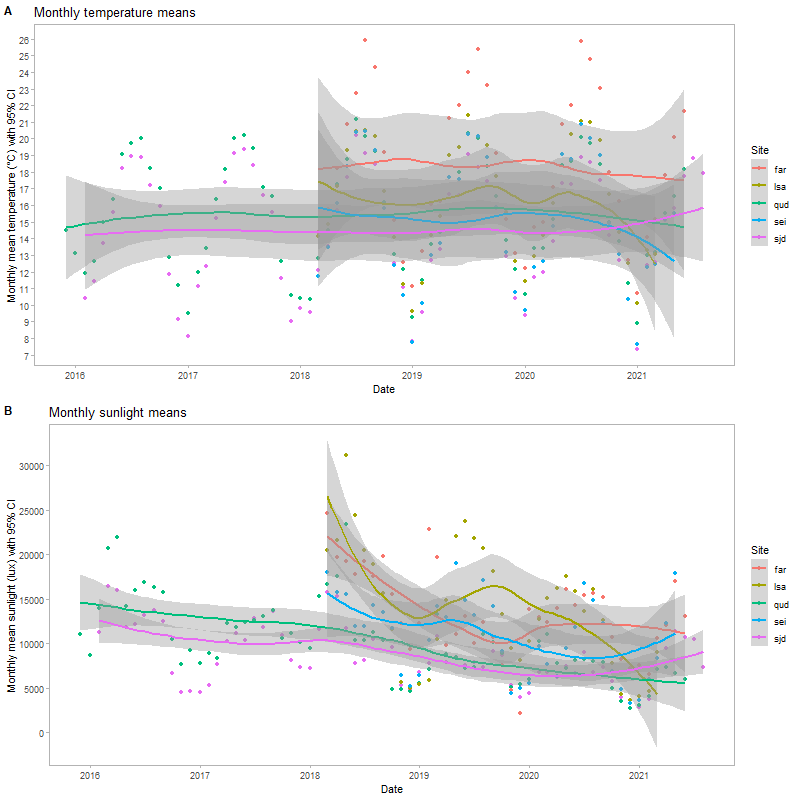 A Monthly temperature means
Monthly mean temperature (°C) with 95% CI
26
25
24
23
22
21
20
19
18
17
16
15
14
13
12
11
10
9
8
7
2016 2017 2018 2019 2020 2021
Date
Site
far
lsa
qud
sei
sjd
B Monthly sunlight means
Monthly mean sunlight (lux) with 95% CI
30000
25000
20000
15000
10000
5000
0
2016 2017 2018 2019 2020 2021
Date
Site
far
lsa
qud
sei
sjd